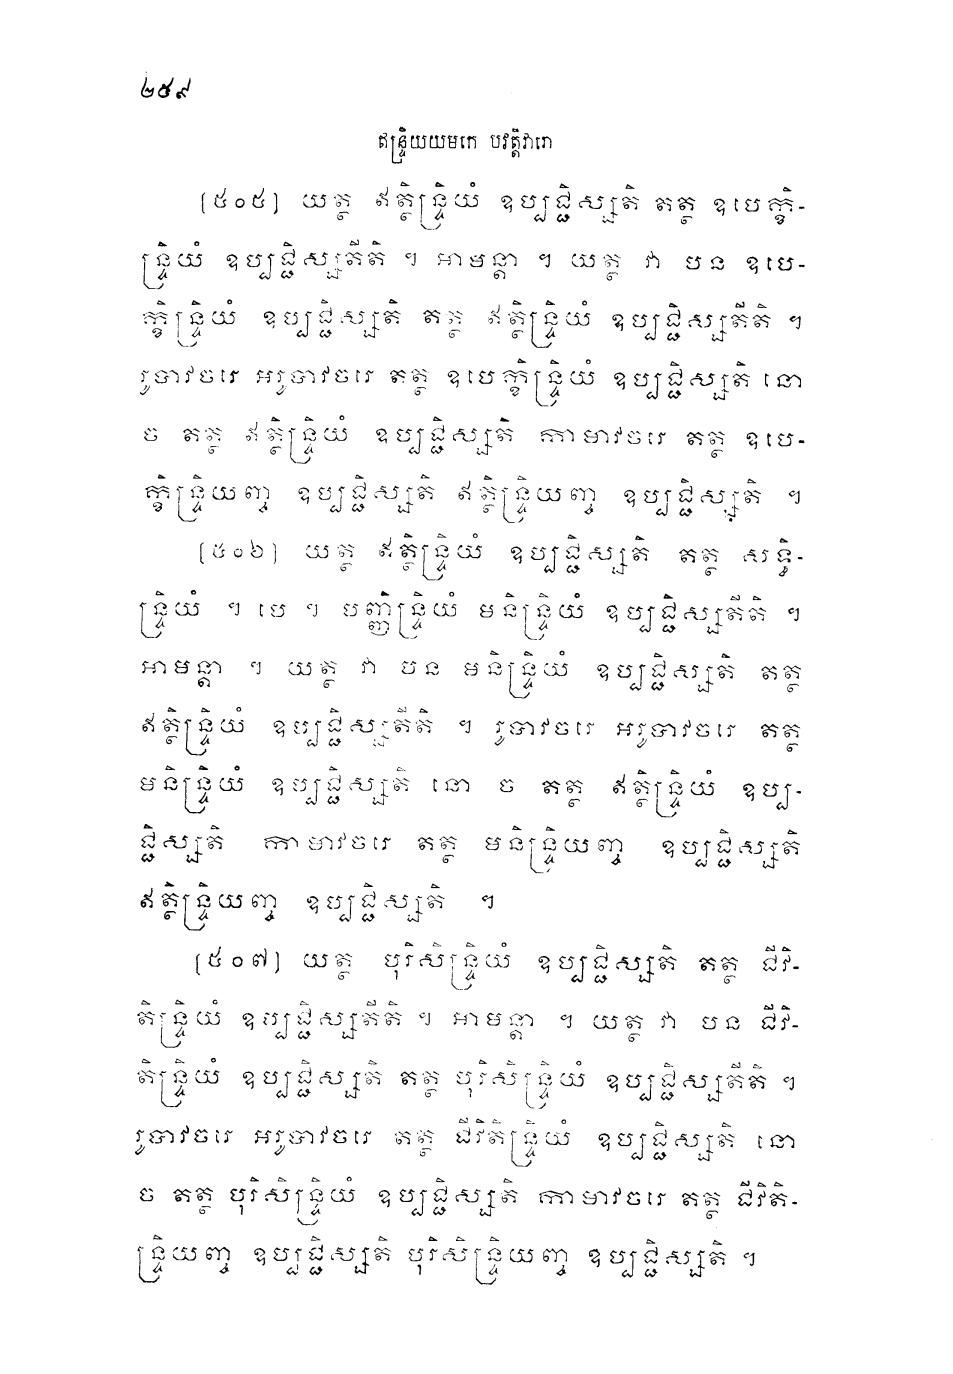 ២៥៩
ឥន្ទ្រិយយមកេ បវត្តិវារោ
(៥០៥) យត្ថ ឥត្ថិន្ទ្រិយំ ឧប្បជ្ជិស្សតិ តត្ថ ឧបេក្ខិ-
ន្ទ្រិយំ ឧប្បជ្ជិស្សតីតិ ។ អាមន្តា ។ យត្ថ វា បន ឧបេ-
ក្ខិន្ទ្រិយំ ឧប្បជ្ជិស្សតិ តត្ថ ឥត្ថិន្ទ្រិយំ ឧប្បជ្ជិស្សតីតិ ។
រូបាវចរេ អរូបាវចរេ តត្ថ ឧបេក្ខិន្ទ្រិយំ ឧប្បជ្ជិស្សតិ នោ
ច តត្ថ ឥត្ថិន្ទ្រិយំ ឧប្បជ្ជិស្សតិ កាមាវចរេ តត្ថ ឧបេ-
ក្ខិន្ទ្រិយញ្ច ឧប្បជ្ជិស្សតិ ឥត្ថិន្ទ្រិយញ្ច ឧប្បជ្ជិស្សតិ ។
(៥០៦) យត្ថ ឥត្ថិន្ទ្រិយំ ឧប្បជ្ជិស្សតិ តត្ថ សទ្ធិ-
ន្ទ្រិយំ ។ បេ ។ បញ្ញិន្ទ្រិយំ មនិន្ទ្រិយំ ឧប្បជ្ជិស្សតីតិ ។
អាមន្តា ។ យត្ថ វា បន មនិន្ទ្រិយំ ឧប្បជ្ជិស្សតិ តត្ថ
ឥត្ថិន្ទ្រិយំ ឧប្បជ្ជិស្សតីតិ ។ រូបាវចរេ អរូបាវចរេ តត្ថ
មនិន្ទ្រិយំ ឧប្បជ្ជិស្សតិ នោ ច តត្ថ ឥត្ថិន្ទ្រិយំ ឧប្ប-
ជ្ជិស្សតិ កាមាវចរេ តត្ថ មនិន្ទ្រិយញ្ច ឧប្បជ្ជិស្សតិ
ឥត្ថិន្ទ្រិយញ្ច ឧប្បជ្ជិស្សតិ ។
(៥០៧) យត្ថ បុរិសិន្ទ្រិយំ ឧប្បជ្ជិស្សតិ តត្ថ ជីវិ-
តិន្ទ្រិយំ ឧប្បជ្ជិស្សតីតិ ។ អាមន្តា ។ យត្ថ វា បន ជីវិ-
តិន្ទ្រិយំ ឧប្បជ្ជិស្សតិ តត្ថ បុរិសិន្ទ្រិយំ ឧប្បជ្ជិស្សតីតិ ។
រូបាវចរេ អរូបាវចរេ តត្ថ ជីវិតិន្ទ្រិយំ ឧប្បជ្ជិស្សតិ នោ
ច តត្ថ បុរិសិន្ទ្រិយំ ឧប្បជ្ជិស្សតិ កាមាវចរេ តត្ថ ជីវិតិ-
ន្ទ្រិយញ្ច ឧប្បជ្ជិស្សតិ បុរិសិន្ទ្រិយញ្ច ឧប្បជ្ជិស្សតិ ។